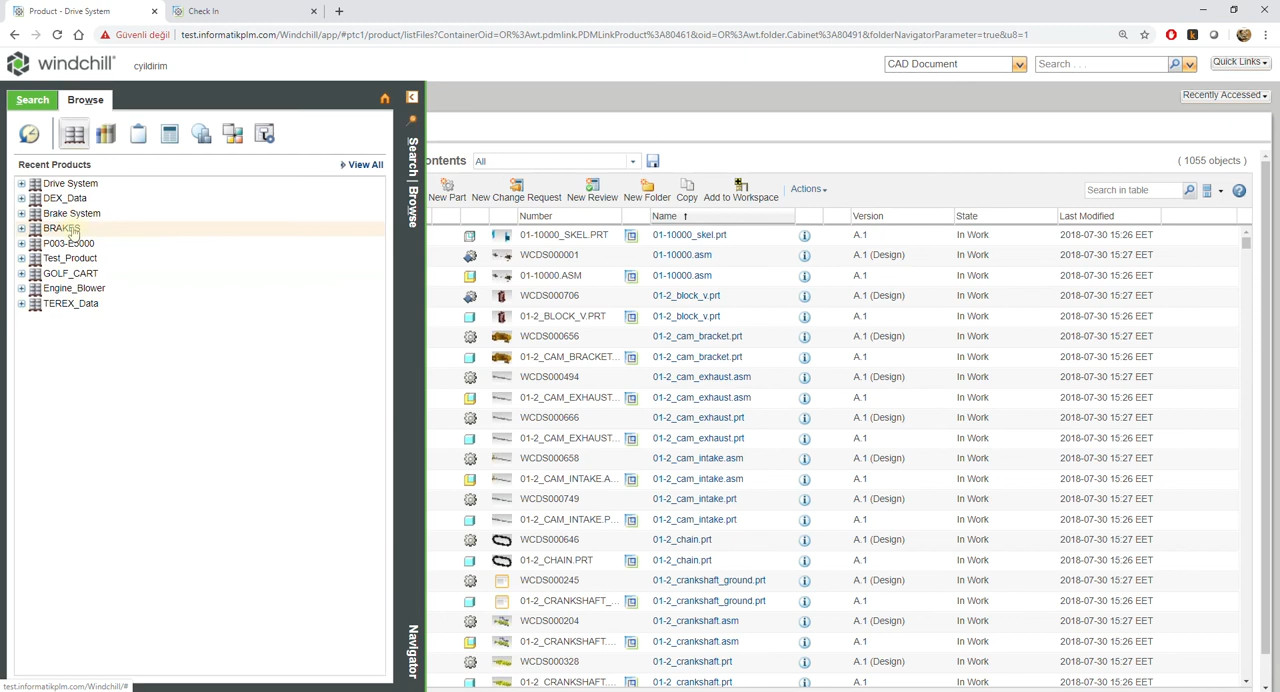 Product - Drive System
Check In
Güvenli değil
test.informatikplm.com/Windchill/app/#ptc1/product/listFiles?ContainerOid=OR%3Awt.pdmlink.PDMLinkProduct%3A80461&oid=OR%3Awt.folder.Cabinet%3A80491&folderNavigatorParameter=true&u8=1
windchill
cyildirim
CAD Document
Search . . .
Quick Links
Search
Browse
Recently Accessed
Recent Products
View All
Drive System
DEX_Data
Brake System
BRAKES
P003-E3000
Test_Product
GOLF_CART
Engine_Blower
TEREX_Data
Search | Browse
Navigator
ontents
All
( 1055 objects )
New Part
New Change Request
New Review
New Folder
Copy
Add to Workspace
Actions
Search in table
Number Name Version State Last Modified
01-10000_SKEL.PRT 01-10000_skel.prt A.1 In Work 2018-07-30 15:26 EET
WCDS000001 01-10000.asm A.1 (Design) In Work 2018-07-30 15:27 EET
01-10000.ASM 01-10000.asm A.1 In Work 2018-07-30 15:26 EET
WCDS000706 01-2_block_v.prt A.1 (Design) In Work 2018-07-30 15:27 EET
01-2_BLOCK_V.PRT 01-2_block_v.prt A.1 In Work 2018-07-30 15:26 EET
WCDS000656 01-2_cam_bracket.prt A.1 (Design) In Work 2018-07-30 15:27 EET
01-2_CAM_BRACKET... 01-2_cam_bracket.prt A.1 In Work 2018-07-30 15:26 EET
WCDS000494 01-2_cam_exhaust.asm A.1 (Design) In Work 2018-07-30 15:27 EET
01-2_CAM_EXHAUST... 01-2_cam_exhaust.asm A.1 In Work 2018-07-30 15:26 EET
WCDS000666 01-2_cam_exhaust.prt A.1 (Design) In Work 2018-07-30 15:27 EET
01-2_CAM_EXHAUST... 01-2_cam_exhaust.prt A.1 In Work 2018-07-30 15:26 EET
WCDS000658 01-2_cam_intake.asm A.1 (Design) In Work 2018-07-30 15:27 EET
01-2_CAM_INTAKE.A... 01-2_cam_intake.asm A.1 In Work 2018-07-30 15:26 EET
WCDS000749 01-2_cam_intake.prt A.1 (Design) In Work 2018-07-30 15:27 EET
01-2_CAM_INTAKE.P... 01-2_cam_intake.prt A.1 In Work 2018-07-30 15:26 EET
WCDS000646 01-2_chain.prt A.1 (Design) In Work 2018-07-30 15:27 EET
01-2_CHAIN.PRT 01-2_chain.prt A.1 In Work 2018-07-30 15:26 EET
WCDS000245 01-2_crankshaft_ground.prt A.1 (Design) In Work 2018-07-30 15:27 EET
01-2_CRANKSHAFT_... 01-2_crankshaft_ground.prt A.1 In Work 2018-07-30 15:26 EET
WCDS000204 01-2_crankshaft.asm A.1 (Design) In Work 2018-07-30 15:27 EET
01-2_CRANKSHAFT... 01-2_crankshaft.asm A.1 In Work 2018-07-30 15:26 EET
WCDS000328 01-2_crankshaft.prt A.1 (Design) In Work 2018-07-30 15:27 EET
01-2_CRANKSHAFT... 01-2_crankshaft.prt A.1 In Work 2018-07-30 15:26 EET
test.informatikplm.com/Windchill/#